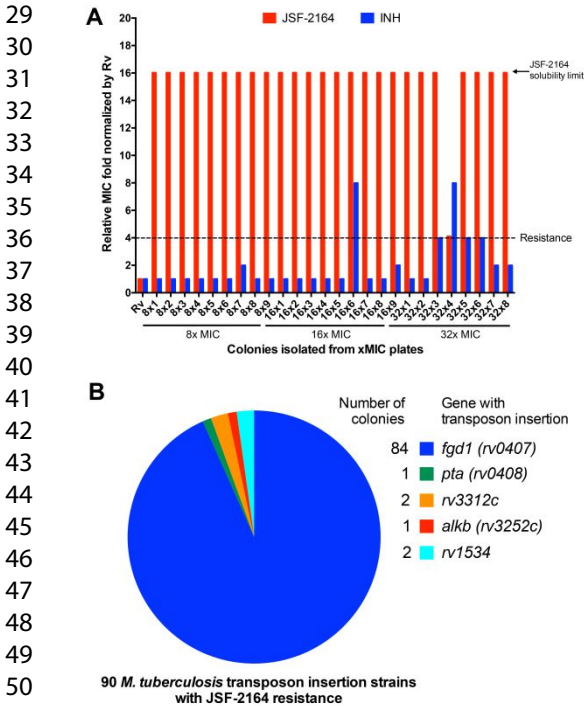 29
30
31
32
33
34
35
36
37
38
39
40
41
42
43
44
45
46
47
48
49
50
A
JSF-2164 INH
Relative MIC fold normalized by Rv
20
18
16
14
12
10
8
6
4
2
0
JSF-2164
solubility limit
Resistance
Rv 8x1 8x2 8x3 8x4 8x5 8x6 8x7 8x8 8x9 16x1 16x2 16x3 16x4 16x5 16x6 16x7 16x8 16x9 32x1 32x2 32x3 32x4 32x5 32x6 32x7 32x8
8x MIC 16x MIC 32x MIC
Colonies isolated from xMIC plates
B
Number of colonies
Gene with transposon insertion
84 fgd1 (rv0407)
1 pta (rv0408)
2 rv3312c
1 alkb (rv3252c)
2 rv1534
90 M. tuberculosis transposon insertion strains
with JSF-2164 resistance